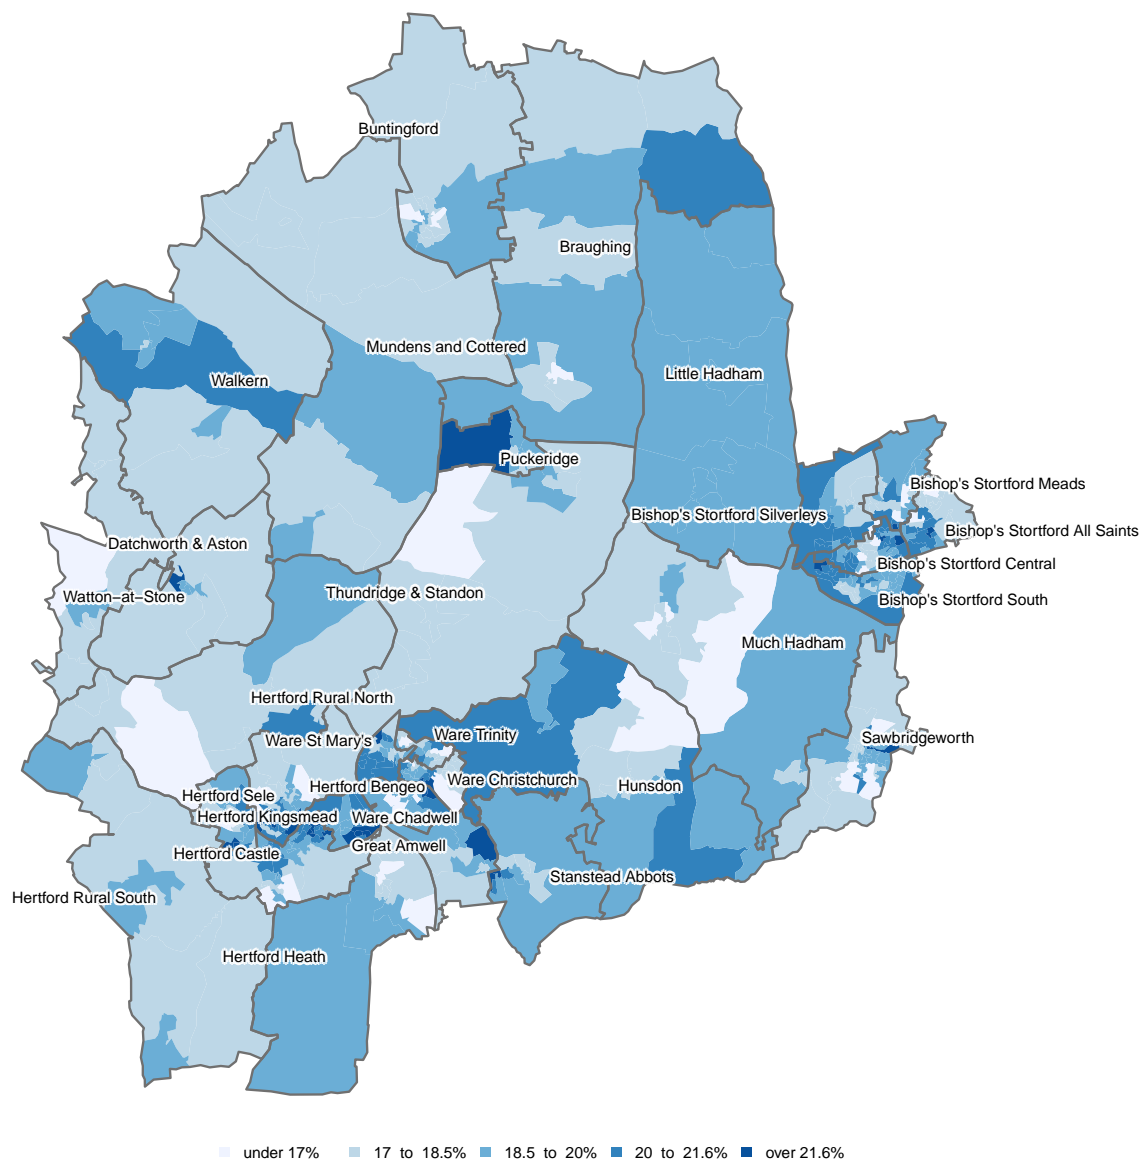 Buntingford
Braughing
Mundens and Cottered
Little Hadham
Walkern
Puckeridge
Bishop's Stortford Meads
Bishop's Stortford Silverleys
Bishop's Stortford All Saints
Datchworth & Aston
Bishop's Stortford Central
Watton−at−Stone
Thundridge & Standon
Bishop's Stortford South
Much Hadham
Hertford Rural North
Ware St Mary's
Ware Trinity
Sawbridgeworth
Ware Christchurch
Hertford Sele
Hertford Bengeo
Hunsdon
Hertford Kingsmead
Ware Chadwell
Hertford Castle
Great Amwell
Stanstead Abbots
Hertford Rural South
Hertford Heath
under 17%
17 to 18.5%
18.5 to 20%
20 to 21.6%
over 21.6%